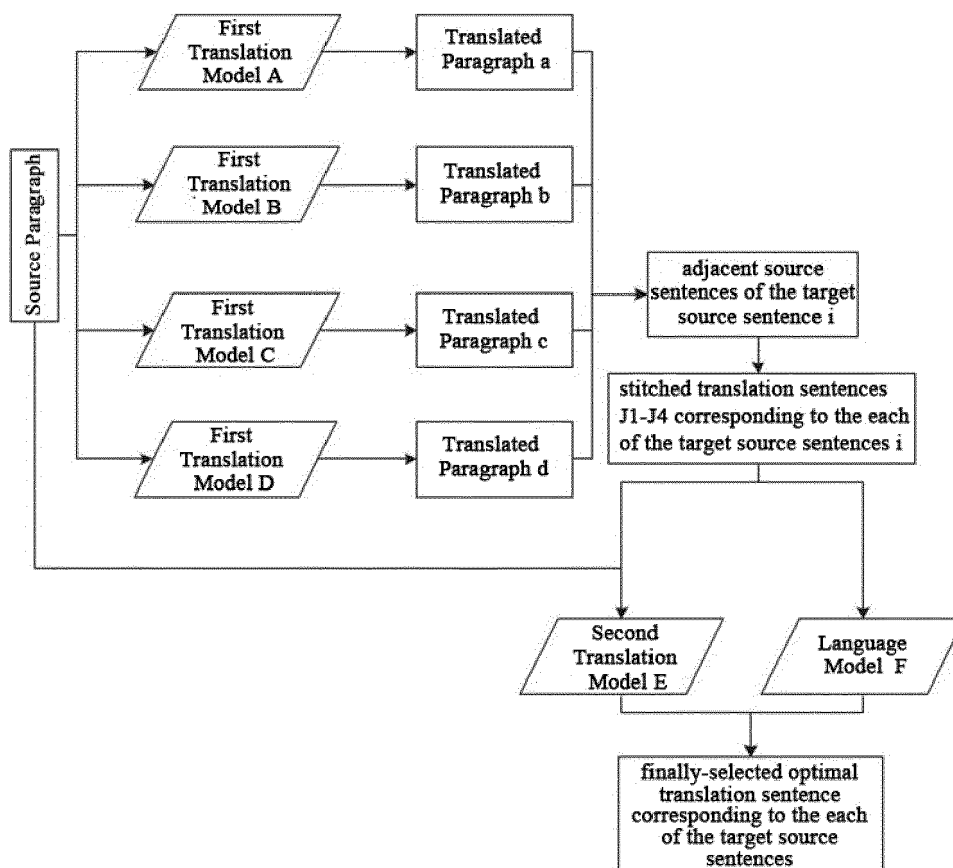 Source Paragraph
First
Translation
Model A
Translated
Paragraph a
First
Translation
Model B
Translated
Paragraph b
First
Translation
Model C
Translated
Paragraph c
First
Translation
Model D
Translated
Paragraph d
adjacent source
sentences of the target
source sentence i
stitched translation sentences
J1-J4 corresponding to the each
of the target source sentences i
Second
Translation
Model E
Language
Model F
finally-selected optimal
translation sentence
corresponding to the each
of the target source
sentences